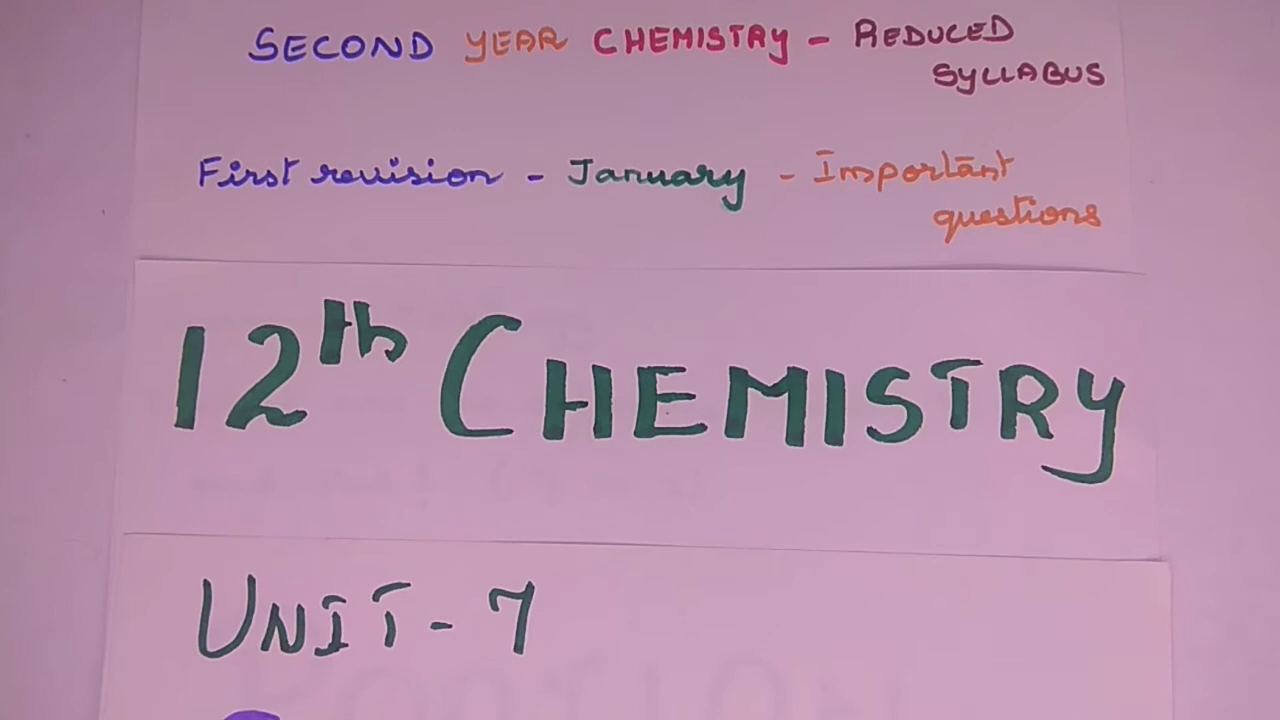 SECOND YEAR CHEMISTRY - REDUCED
SYLLABUS
First revision - January - Important
questions
12th CHEMISTRY
UNIT - 7